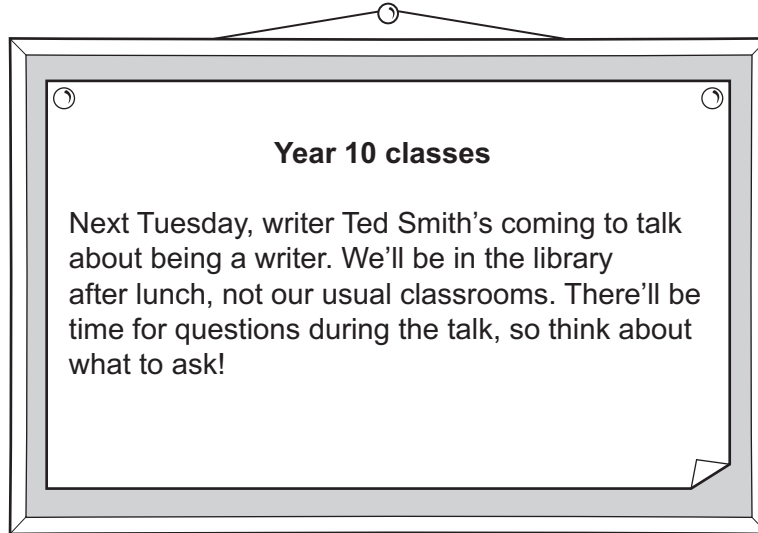 Year 10 classes
Next Tuesday, writer Ted Smith's coming to talk
about being a writer. We'll be in the library
after lunch, not our usual classrooms. There'll be
time for questions during the talk, so think about
what to ask!